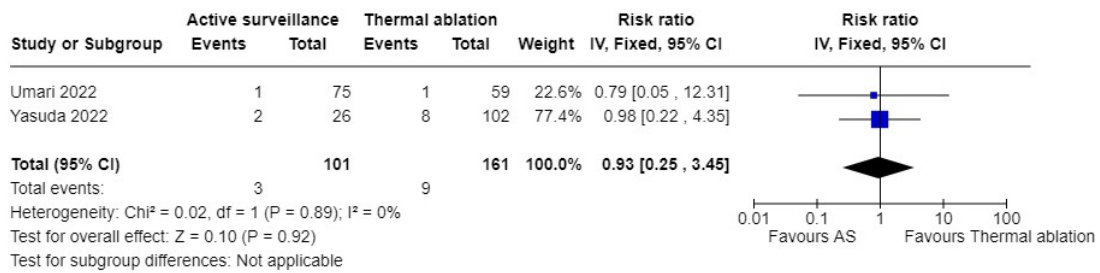 Active surveillance Thermal ablation Risk ratio Risk ratio
Study or Subgroup Events Total Events Total Weight IV, Fixed, 95% CI IV, Fixed, 95% CI
Umari 2022 1 75 1 59 22.6% 0.79 [0.05 , 12.31]
Yasuda 2022 2 26 8 102 77.4% 0.98 [0.22 , 4.35]
Total (95% CI) 101 161 100.0% 0.93 [0.25 , 3.45]
Total events: 3 9
Heterogeneity: Chi² = 0.02, df = 1 (P = 0.89); I² = 0%
Test for overall effect: Z = 0.10 (P = 0.92)
Test for subgroup differences: Not applicable
0.01 0.1 1 10 100
Favours AS Favours Thermal ablation